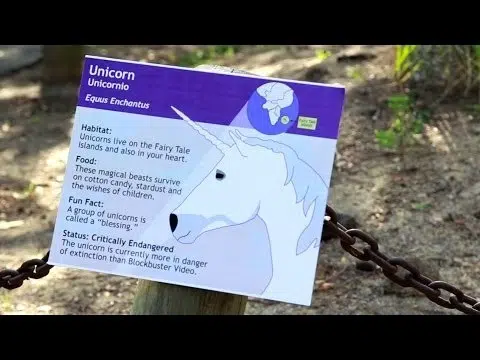 Unicorn
Unicornio
Equus Enchantus
Habitat:
Unicorns live on the Fairy Tale
Islands and also in your heart.
Food:
These magical beasts survive
on cotton candy, stardust and
the wishes of children.
Fun Fact:
A group of unicorns is
called a "blessing."
Status: Critically Endangered
The unicorn is currently more in danger
of extinction than Blockbuster Video.
Fairy Tale